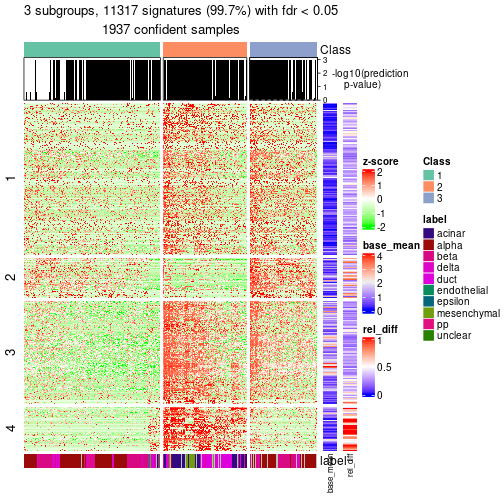 3 subgroups, 11317 signatures (99.7%) with fdr < 0.05
1937 confident samples
Class
3
2
1
0
-log10(prediction
p-value)
1
2
3
4
z-score
2
1
0
-1
-2
base_mean
4
3
2
1
0
rel_diff
1
0.5
0
Class
1
2
3
label
acinar
alpha
beta
delta
duct
endothelial
epsilon
mesenchymal
pp
unclear
label
base_mean
rel_diff